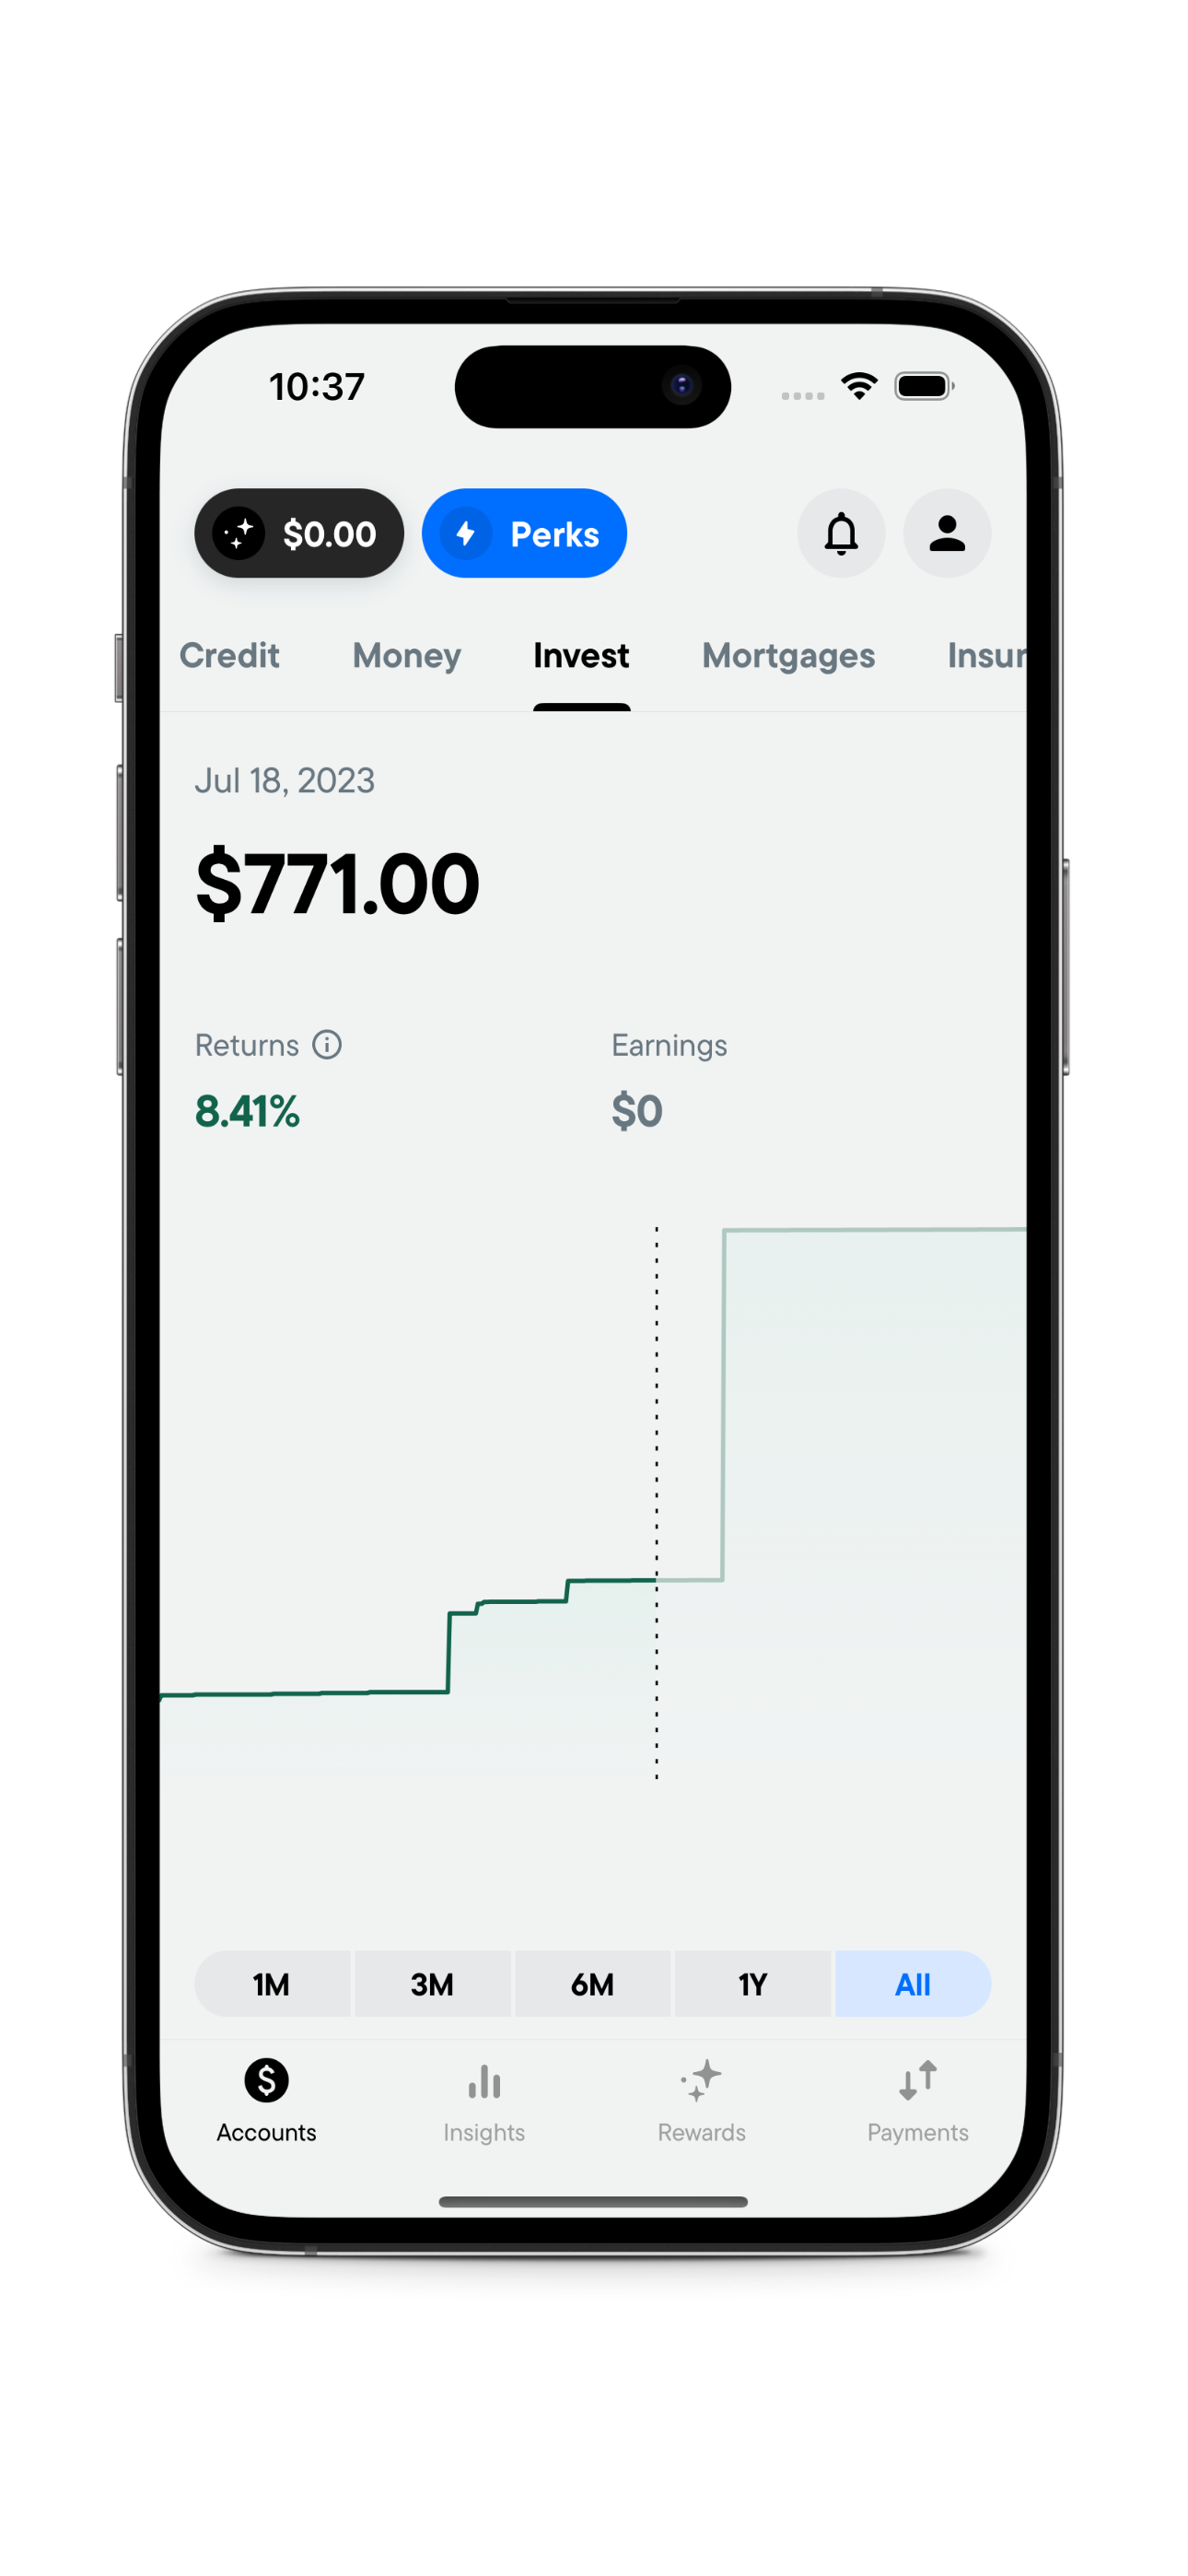 10:37
$0.00 Perks
Credit Money Invest Mortgages Insur
Jul 18, 2023
$771.00
Returns Earnings
8.41% $0
1M 3M 6M 1Y All
Accounts Insights Rewards Payments